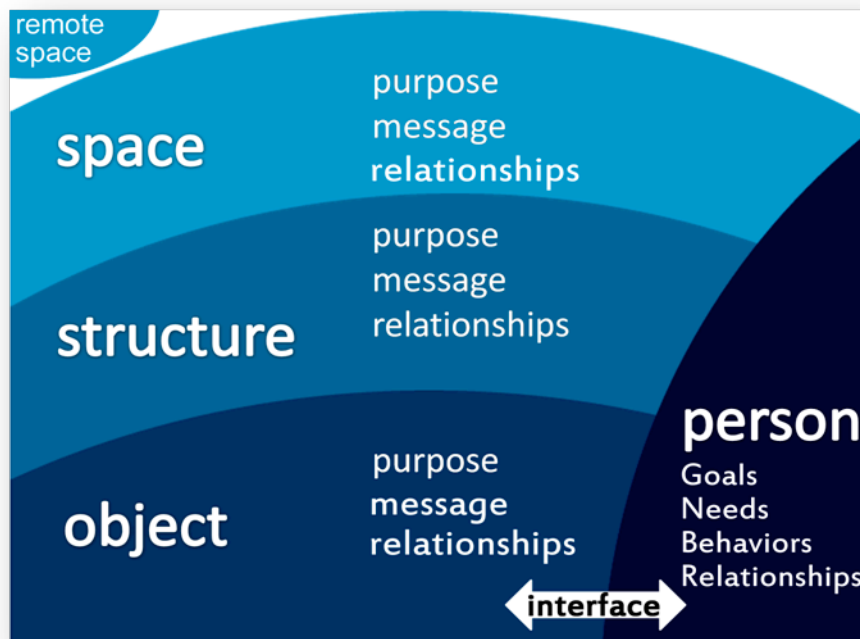 remote
space
space
purpose
message
relationships
structure
purpose
message
relationships
object
purpose
message
relationships
person
Goals
Needs
Behaviors
Relationships
interface